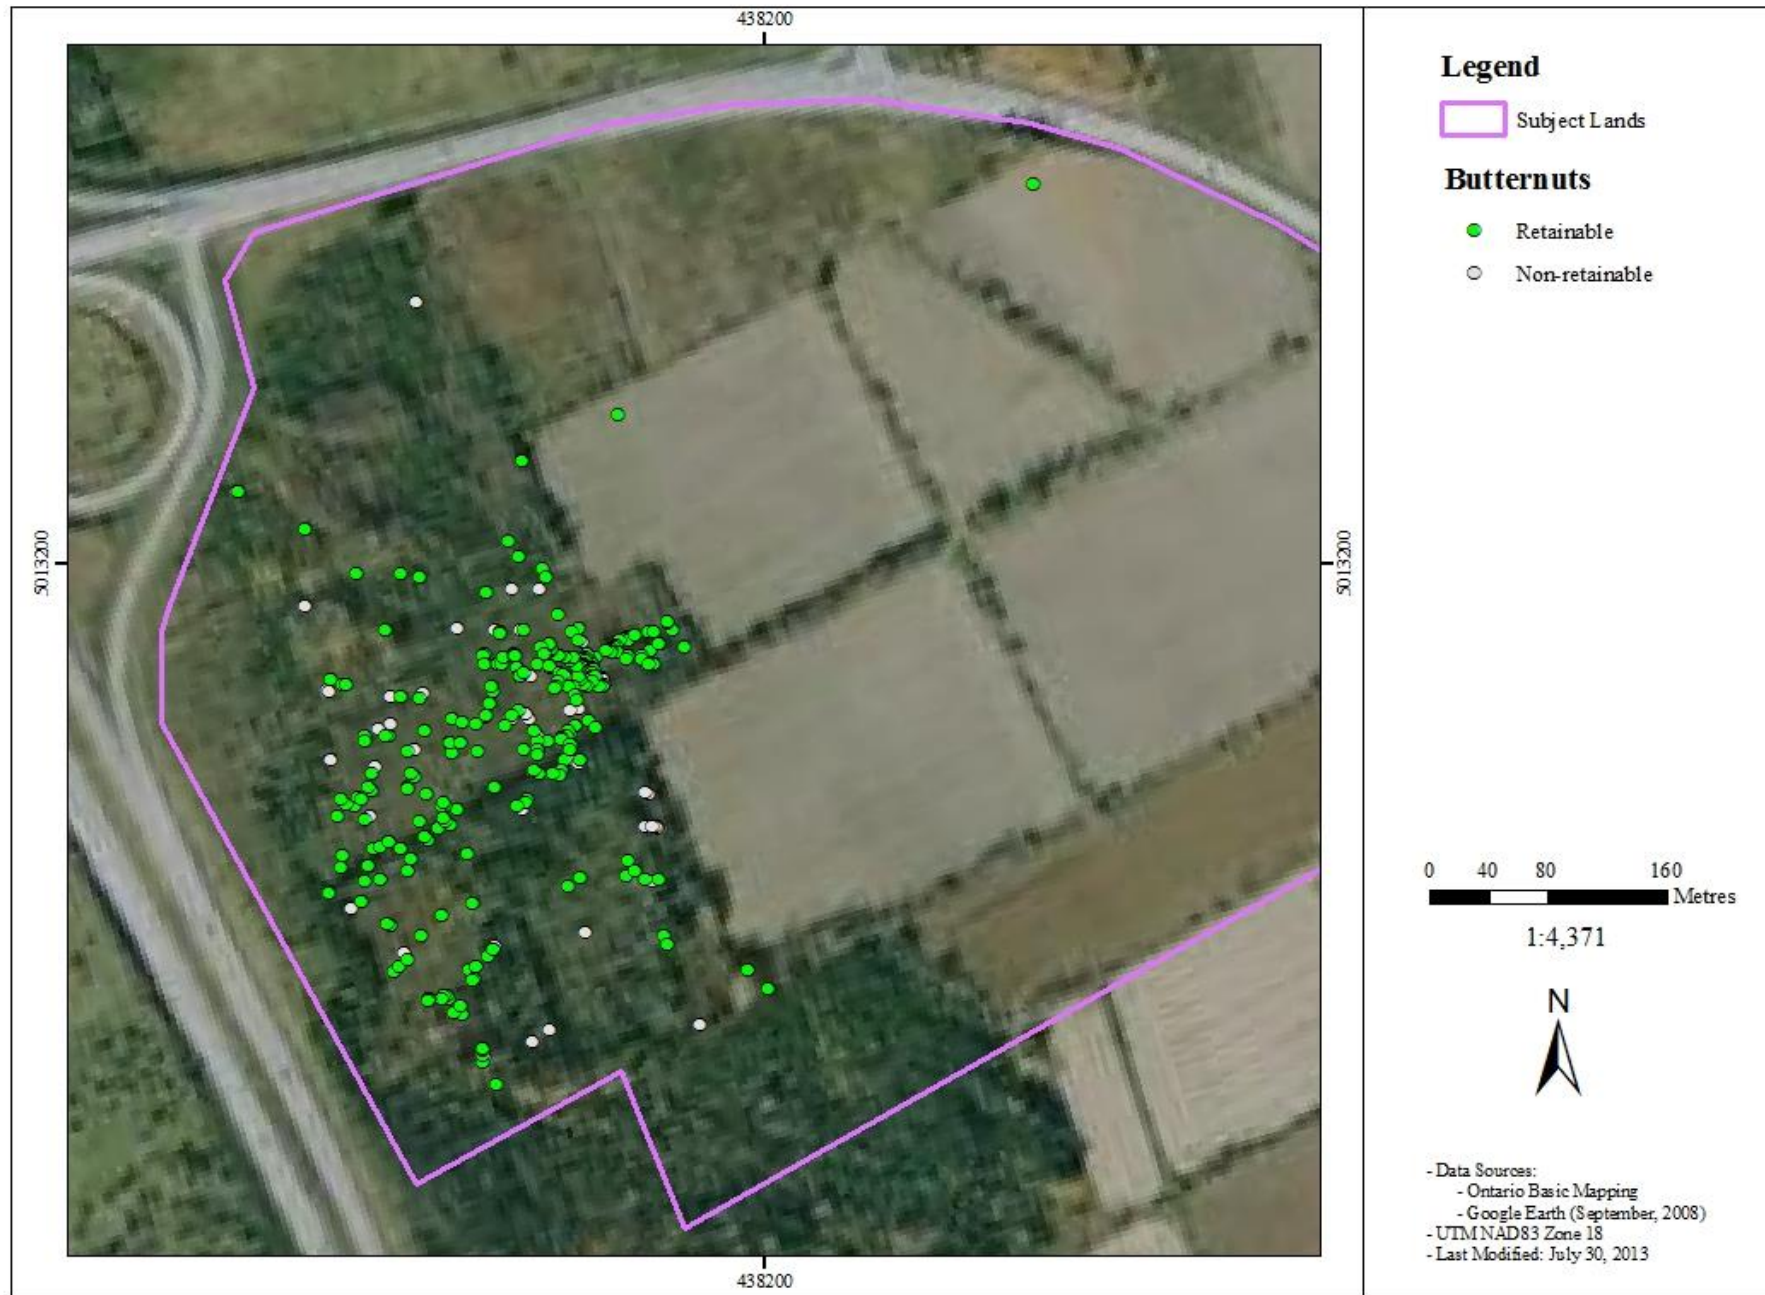 438200
Legend
Subject Lands
Butternuts
Retainable
Non-retainable
5013200
5013200
0 40 80 160
Metres
1:4,371
N
- Data Sources:
- Ontario Basic Mapping
- Google Earth (September, 2008)
- UTM NAD83 Zone 18
- Last Modified: July 30, 2013
438200